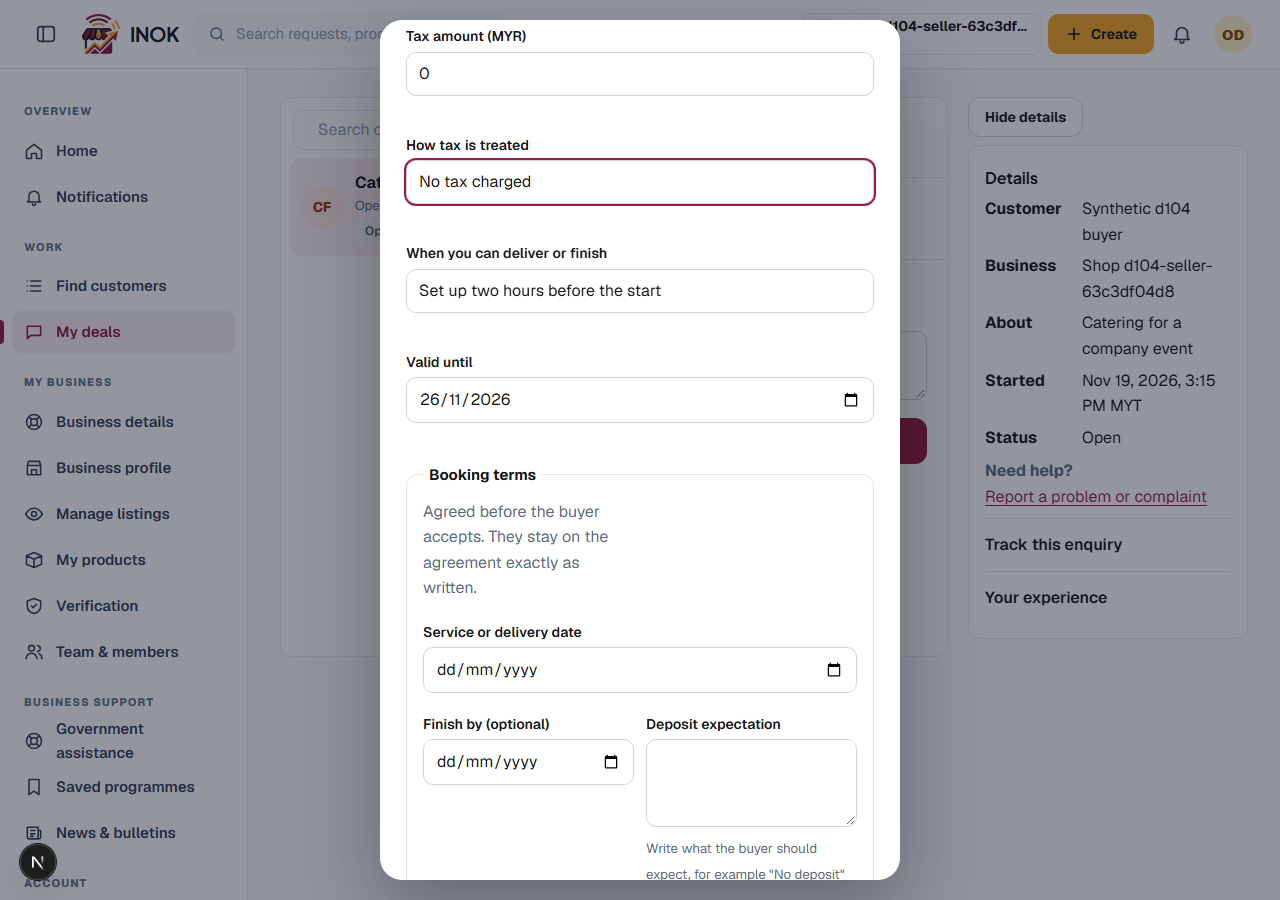 INOK
Search requests, proc
d104-seller-63c3df...
Create
OD
OVERVIEW
Home
Notifications
WORK
Find customers
My deals
MY BUSINESS
Business details
Business profile
Manage listings
My products
Verification
Team & members
BUSINESS SUPPORT
Government
assistance
Saved programmes
News & bulletins
N
ACCOUNT
Search c
CF
Cat
Ope
Op
Tax amount (MYR)
0
How tax is treated
No tax charged
When you can deliver or finish
Set up two hours before the start
Valid until
26/11/2026
Booking terms
Agreed before the buyer
accepts. They stay on the
agreement exactly as
written.
Service or delivery date
dd/mm/yyyy
Finish by (optional)
dd/mm/yyyy
Deposit expectation
Write what the buyer should
expect, for example "No deposit"
Hide details
Details
Customer Synthetic d104
buyer
Business Shop d104-seller-
63c3df04d8
About Catering for a
company event
Started Nov 19, 2026, 3:15
PM MYT
Status Open
Need help?
Report a problem or complaint
Track this enquiry
Your experience